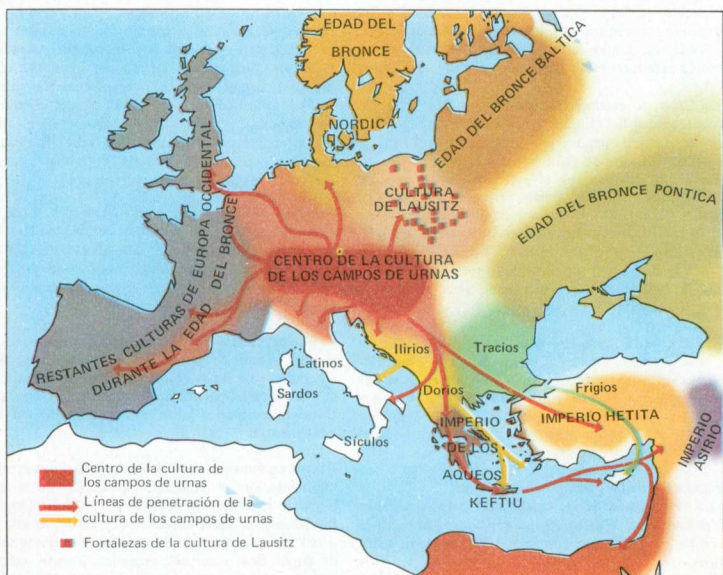 EDAD DEL
BRONCE
NORDICA
EDAD DEL BRONCE BALTICA
CULTURA
DE LAUSITZ
EDAD DEL BRONCE PONTICA
RESTANTES CULTURAS DE EUROPA OCCIDENTAL
DURANTE LA EDAD DEL BRONCE
CENTRO DE LA CULTURA
DE LOS CAMPOS DE URNAS
Ilirios
Tracios
Latinos
Sardos
Dorios
Frigios
Sículos
IMPERIO
DE LOS
AQUEOS
IMPERIO HETITA
IMPERIO
ASIRIO
KEFTIU
Centro de la cultura de
los campos de urnas
Líneas de penetración de la
cultura de los campos de urnas
Fortalezas de la cultura de Lausitz